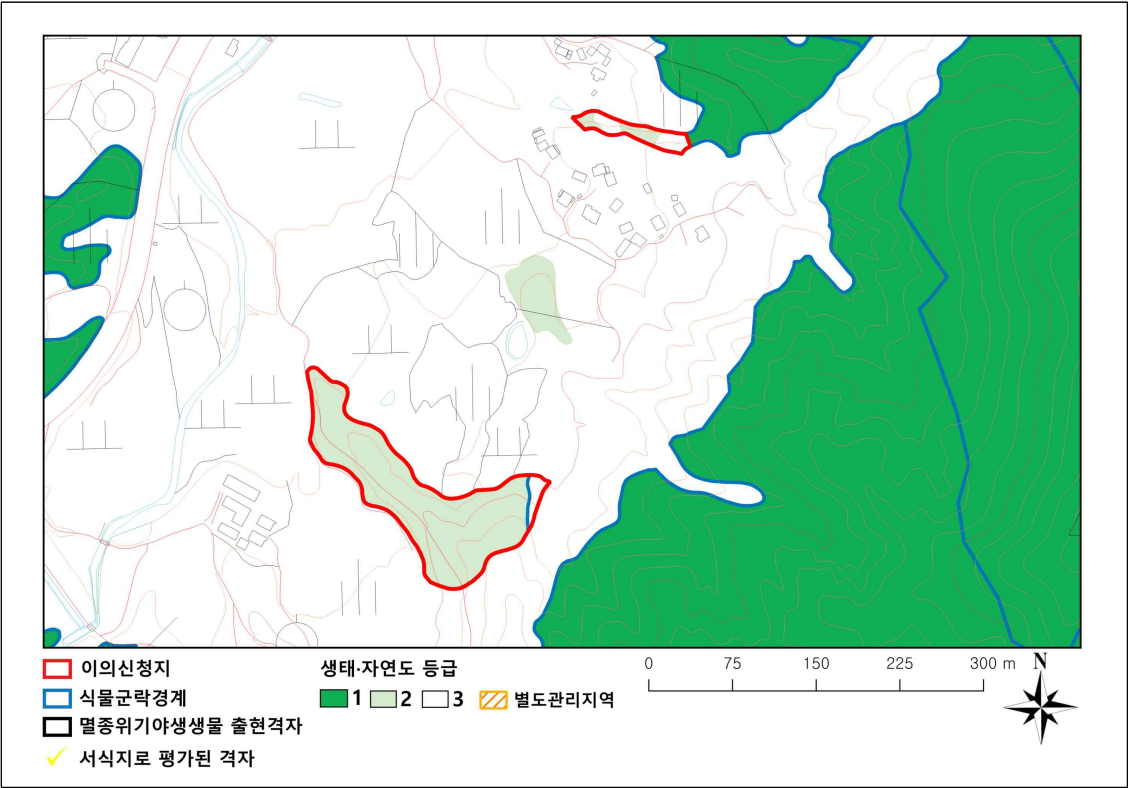 이의신청지
식물군락경계
멸종위기야생생물 출현격자
서식지로 평가된 격자
생태·자연도 등급
1 2 3 별도관리지역
0 75 150 225 300 m
N